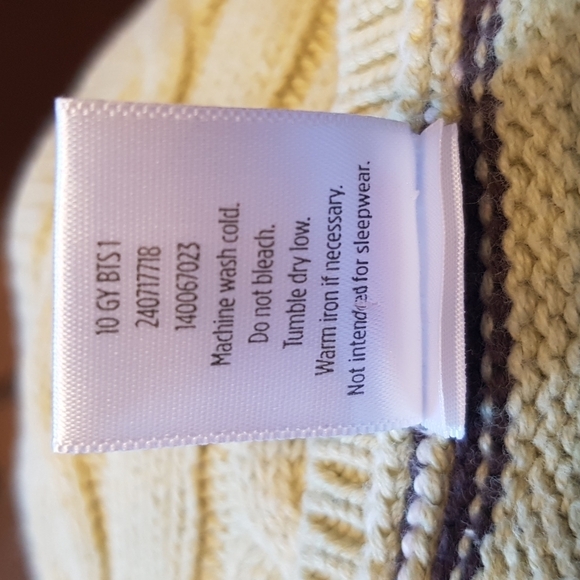 10 GY BTS 1
240717718
140067023
Machine wash cold.
Do not bleach.
Tumble dry low.
Warm iron if necessary.
Not intended for sleepwear.